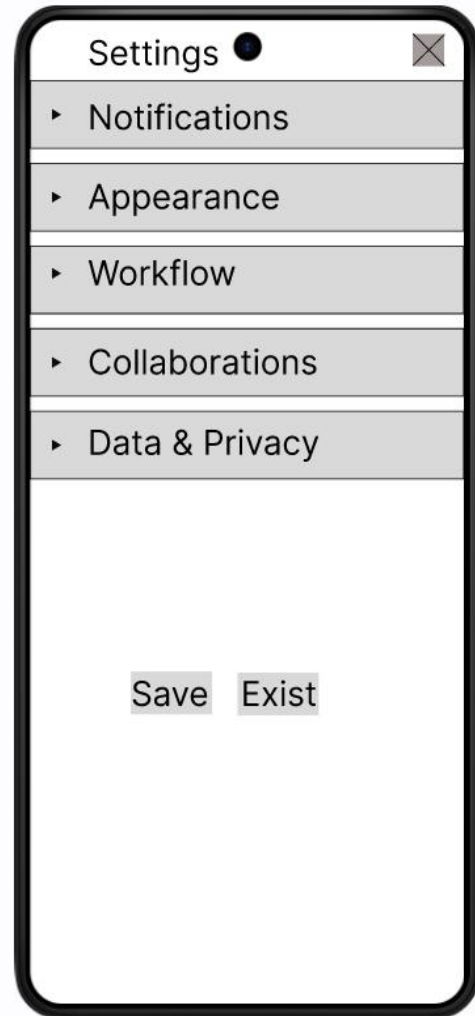 Settings
Notifications
Appearance
Workflow
Collaborations
Data & Privacy
Save Exist